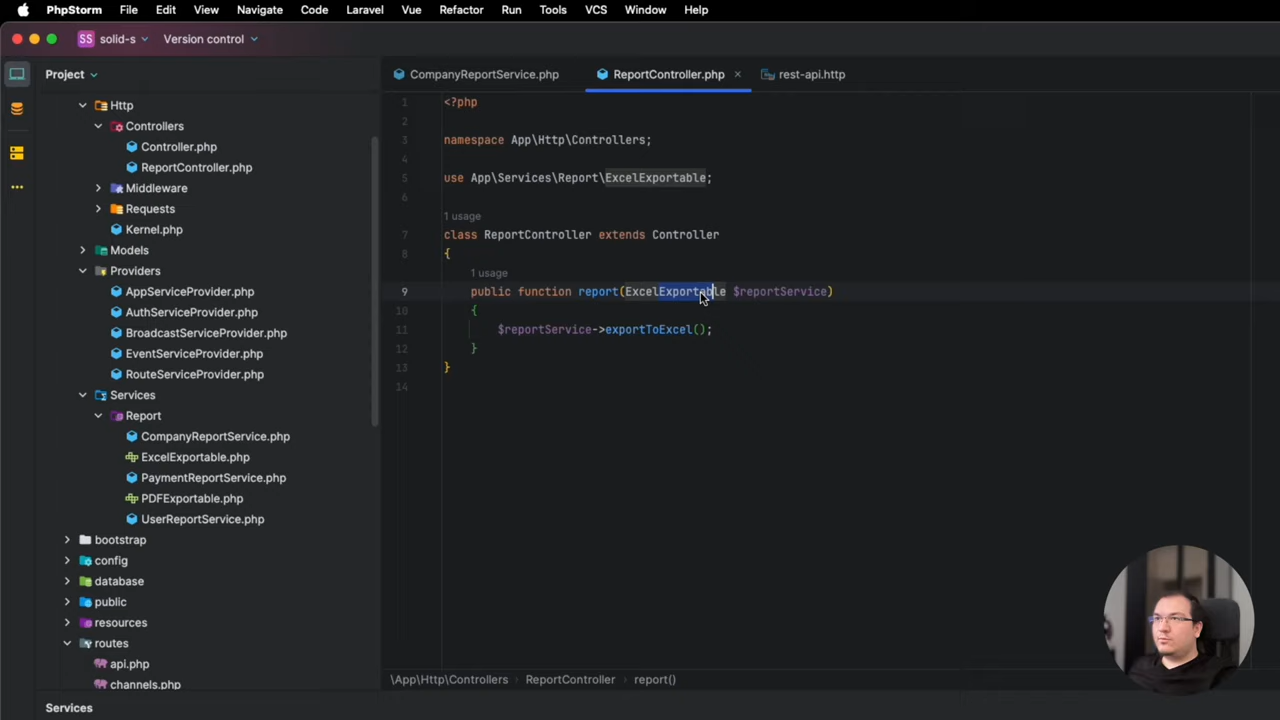 PhpStorm File Edit View Navigate Code Laravel Vue Refactor Run Tools VCS Window Help
SS solid-s Version control
Project
CompanyReportService.php ReportController.php rest-api.http
Http
Controllers
Controller.php
ReportController.php
Middleware
Requests
Kernel.php
Models
Providers
AppServiceProvider.php
AuthServiceProvider.php
BroadcastServiceProvider.php
EventServiceProvider.php
RouteServiceProvider.php
Services
Report
CompanyReportService.php
ExcelExportable.php
PaymentReportService.php
PDFExportable.php
UserReportService.php
bootstrap
config
database
public
resources
routes
api.php
channels.php
1 <?php
2
3 namespace App\Http\Controllers;
4
5 use App\Services\Report\ExcelExportable;
6
1 usage
7 class ReportController extends Controller
8 {
1 usage
9 public function report(ExcelExportable $reportService)
10 {
11 $reportService->exportToExcel();
12 }
13 }
14
\App\Http\Controllers ReportController report()
Services